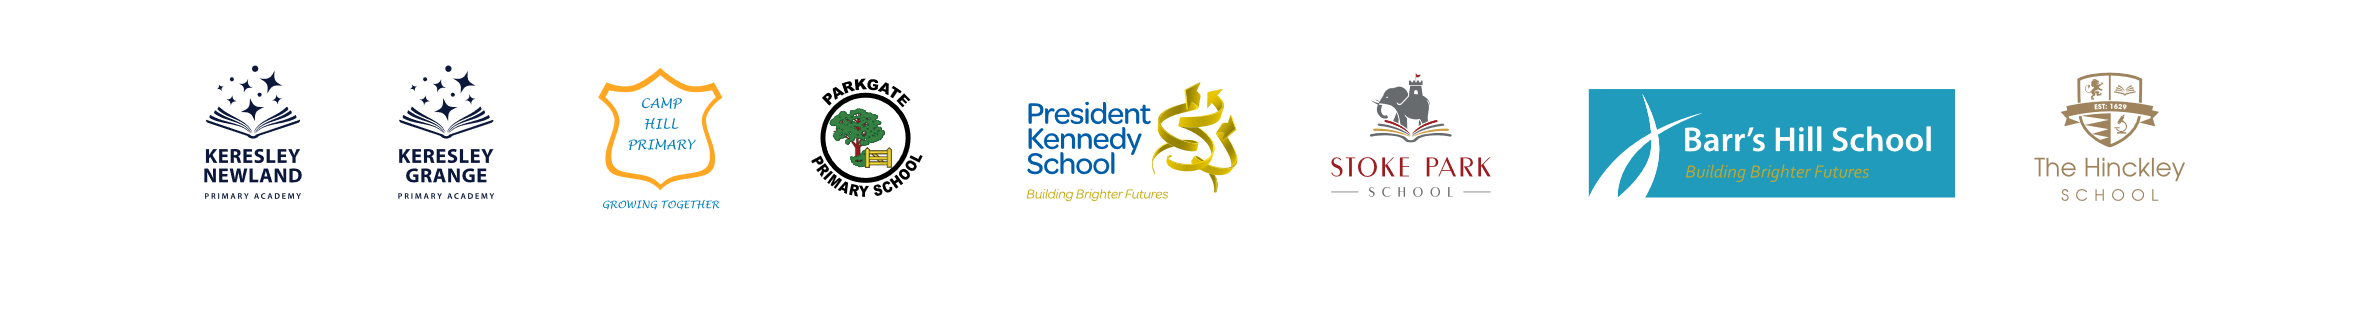 KERESLEY
NEWLAND
PRIMARY ACADEMY
KERESLEY
GRANGE
PRIMARY ACADEMY
CAMP
HILL
PRIMARY
GROWING TOGETHER
PARKGATE
PRIMARY SCHOOL
President
Kennedy
School
Building Brighter Futures
STOKE PARK
SCHOOL
Barr's Hill School
Building Brighter Futures
EST: 1629
The Hinckley
SCHOOL